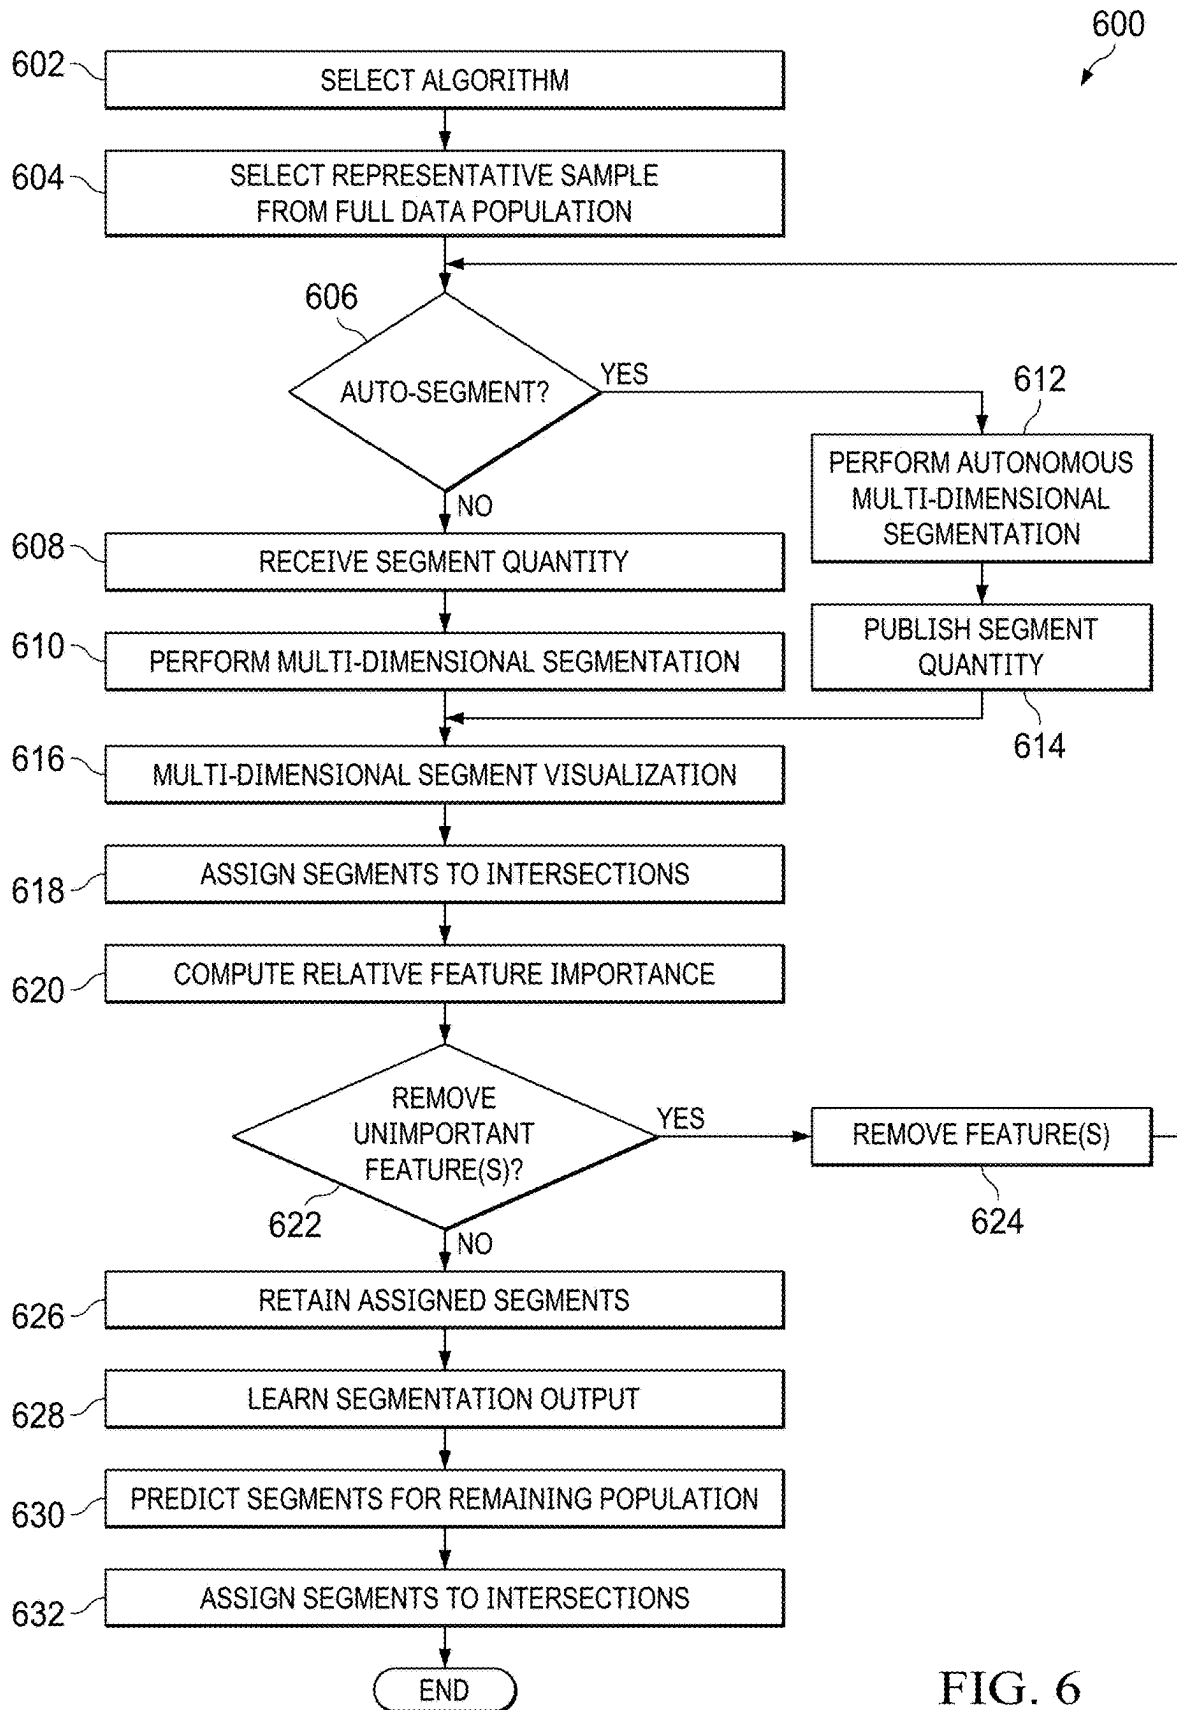 600
602
SELECT ALGORITHM
604
SELECT REPRESENTATIVE SAMPLE
FROM FULL DATA POPULATION
606
AUTO-SEGMENT?
YES
NO
612
PERFORM AUTONOMOUS
MULTI-DIMENSIONAL
SEGMENTATION
608
RECEIVE SEGMENT QUANTITY
610
PERFORM MULTI-DIMENSIONAL SEGMENTATION
PUBLISH SEGMENT
QUANTITY
614
616
MULTI-DIMENSIONAL SEGMENT VISUALIZATION
618
ASSIGN SEGMENTS TO INTERSECTIONS
620
COMPUTE RELATIVE FEATURE IMPORTANCE
REMOVE
UNIMPORTANT
FEATURE(S)?
622
YES
NO
REMOVE FEATURE(S)
624
626
RETAIN ASSIGNED SEGMENTS
628
LEARN SEGMENTATION OUTPUT
630
PREDICT SEGMENTS FOR REMAINING POPULATION
632
ASSIGN SEGMENTS TO INTERSECTIONS
END
FIG. 6